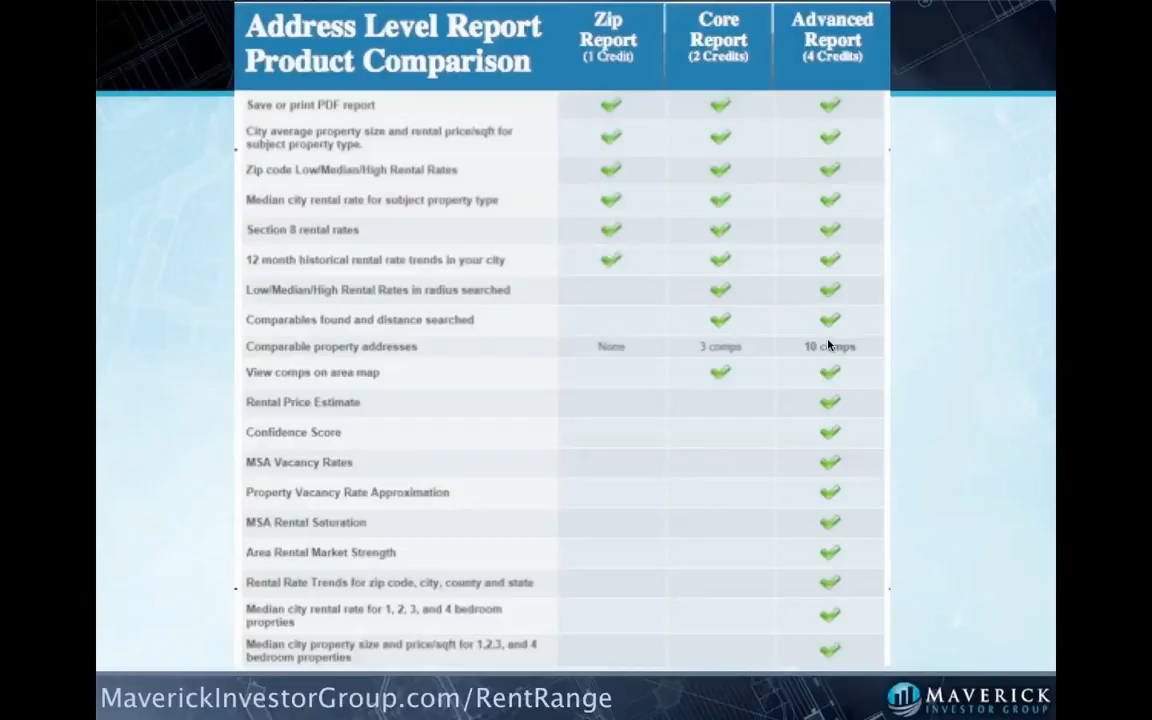 Address Level Report
Product Comparison
Zip
Report
(1 Credit)
Core
Report
(2 Credits)
Advanced
Report
(4 Credits)
Save or print PDF report
City average property size and rental price/sqft for
subject property type.
Zip code Low/Median/High Rental Rates
Median city rental rate for subject property type
Section 8 rental rates
12 month historical rental rate trends in your city
Low/Median/High Rental Rates in radius searched
Comparables found and distance searched
Comparable property addresses None 3 comps 10 comps
View comps on area map
Rental Price Estimate
Confidence Score
MSA Vacancy Rates
Property Vacancy Rate Approximation
MSA Rental Saturation
Area Rental Market Strength
Rental Rate Trends for zip code, city, county and state
Median city rental rate for 1, 2, 3, and 4 bedroom
proprties
Median city property size and price/sqft for 1,2,3, and 4
bedroom properties
MaverickInvestorGroup.com/RentRange
MAVERICK
INVESTOR GROUP